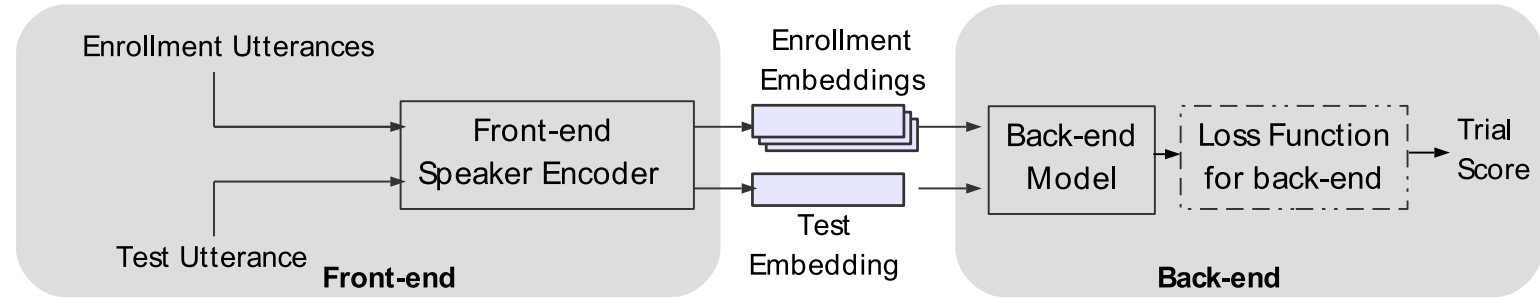 Enrollment Utterances
Front-end
Speaker Encoder
Test Utterance
Front-end
Enrollment
Embeddings
Test
Embedding
Back-end
Model
Loss Function
for back-end
Trial
Score
Back-end